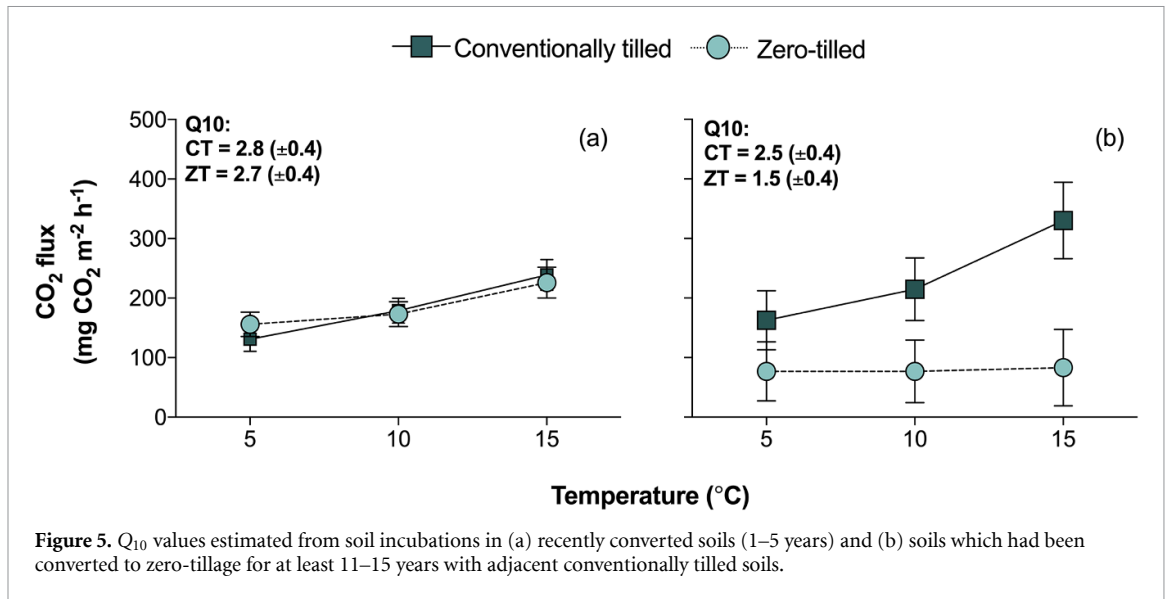 Conventionally tilled Zero-tilled
Q10:
CT = 2.8 (±0.4)
ZT = 2.7 (±0.4)
(a)
Q10:
CT = 2.5 (±0.4)
ZT = 1.5 (±0.4)
(b)
500
400
300
200
100
0
CO2 flux
(mg CO2 m-2 h-1)
5 10 15
5 10 15
Temperature (°C)
Figure 5. Q10 values estimated from soil incubations in (a) recently converted soils (1–5 years) and (b) soils which had been
converted to zero-tillage for at least 11–15 years with adjacent conventionally tilled soils.